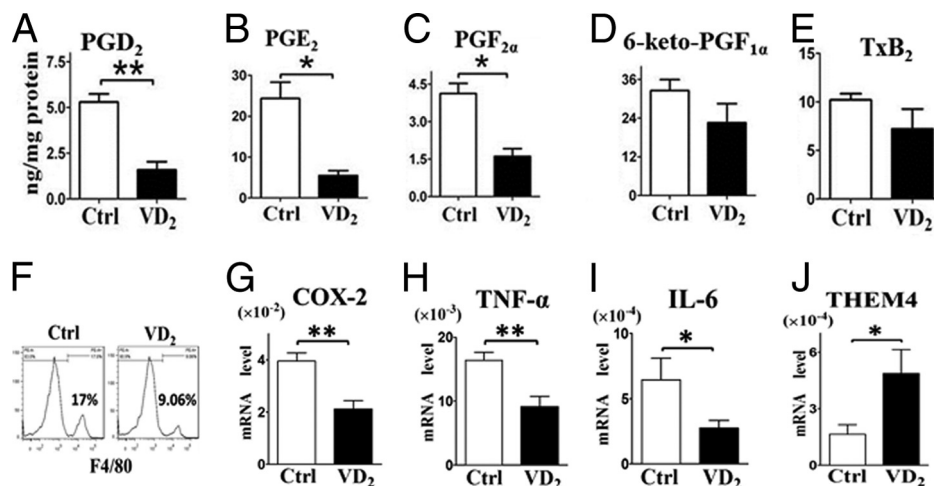 A
PGD₂
**
ng/mg protein
7.5
5.0
2.5
0.0
Ctrl VD₂
B
PGE₂
*
30
20
10
0
Ctrl VD₂
C
PGF₂α
*
4.5
3.0
1.5
0.0
Ctrl VD₂
D
6-keto-PGF₁α
36
24
12
0
Ctrl VD₂
E
TxB₂
15
10
5
0
Ctrl VD₂
F
Ctrl VD₂
17%
9.06%
F4/80
G
COX-2
(×10⁻²)
**
mRNA level
4
2
0
Ctrl VD₂
H
TNF-α
(×10⁻³)
**
mRNA level
20
10
0
Ctrl VD₂
I
IL-6
(×10⁻⁴)
*
mRNA level
10
5
0
Ctrl VD₂
J
THEM4
(×10⁻⁴)
*
mRNA level
6
3
0
Ctrl VD₂